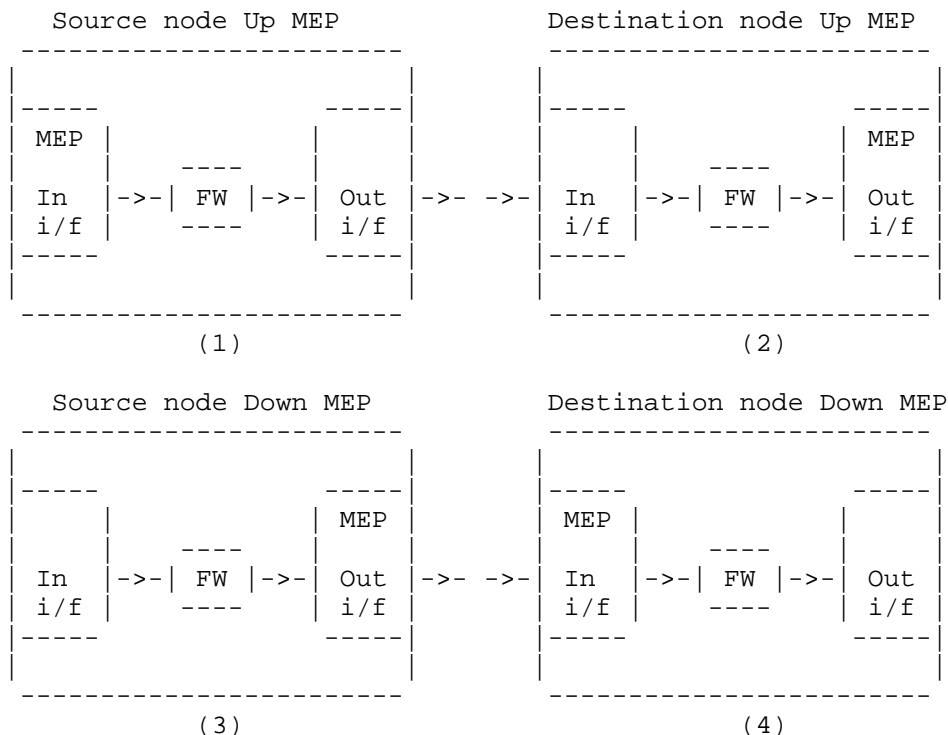 Source node Up MEP Destination node Up MEP
MEP MEP
In ->- FW ->- Out ->- ->- In ->- FW ->- Out
i/f i/f i/f i/f
(1) (2)
Source node Down MEP Destination node Down MEP
MEP MEP
In ->- FW ->- Out ->- ->- In ->- FW ->- Out
i/f i/f i/f i/f
(3) (4)